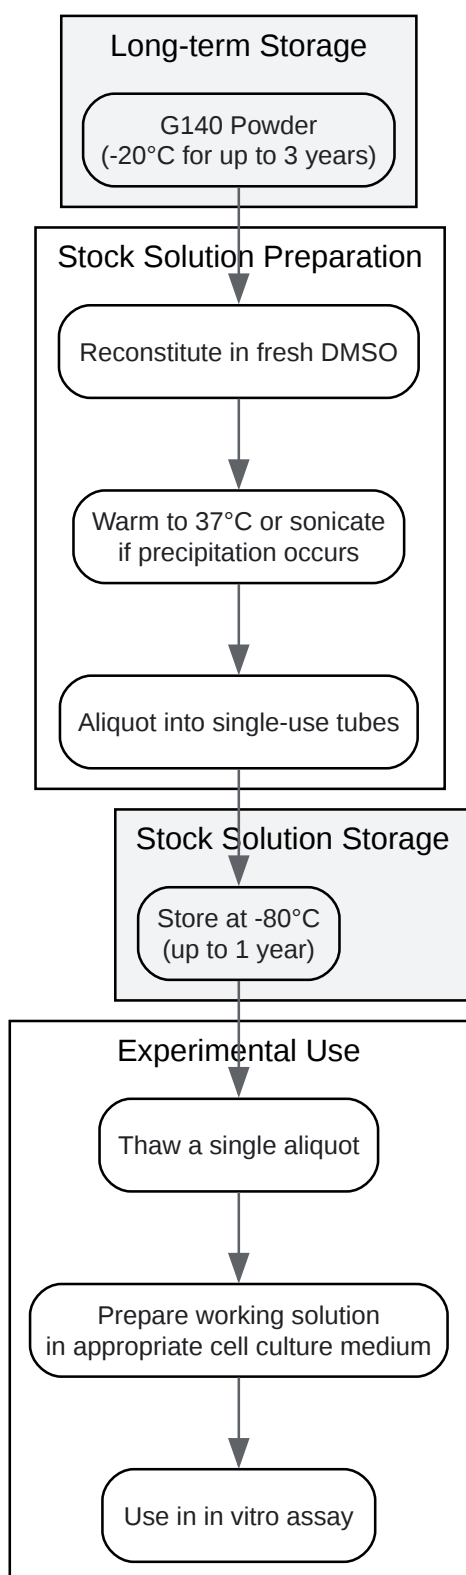 Long-term Storage
G140 Powder
(-20°C for up to 3 years)
Stock Solution Preparation
Reconstitute in fresh DMSO
Warm to 37°C or sonicate
if precipitation occurs
Aliquot into single-use tubes
Stock Solution Storage
Store at -80°C
(up to 1 year)
Experimental Use
Thaw a single aliquot
Prepare working solution
in appropriate cell culture medium
Use in in vitro assay